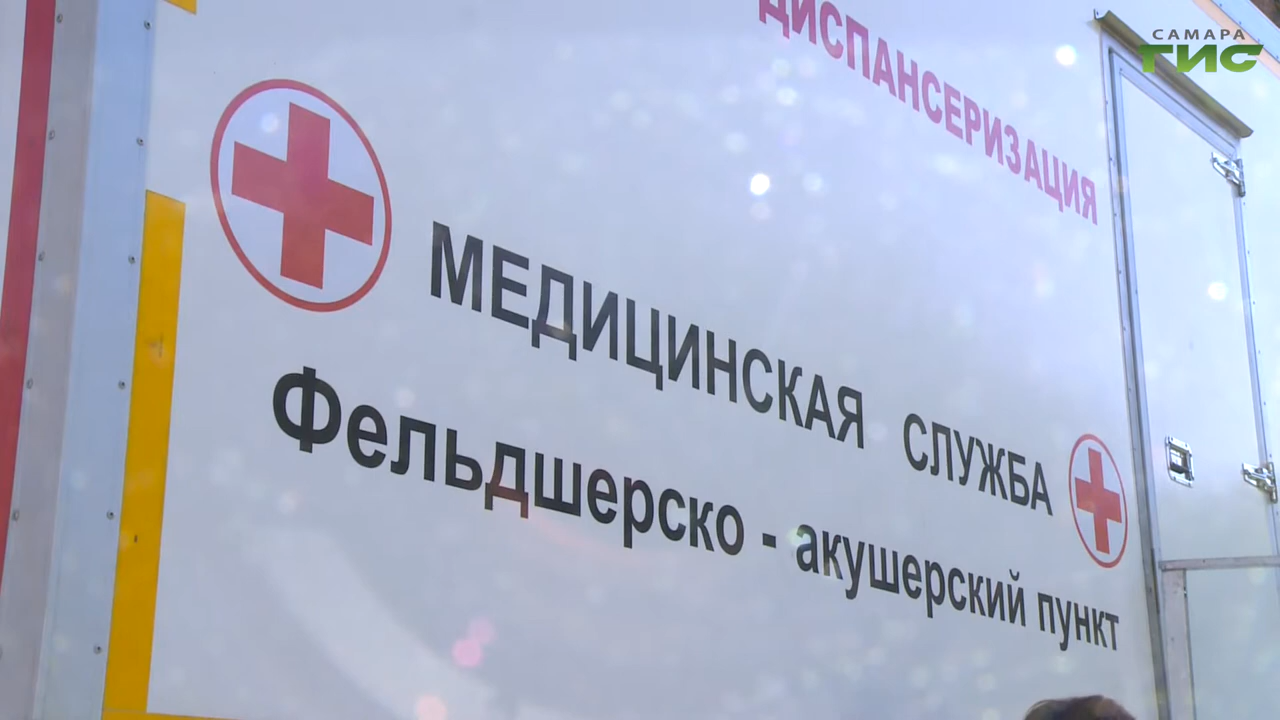 ДИСПАНСЕРИЗАЦИЯ
САМАРА
ГИС
МЕДИЦИНСКАЯ СЛУЖБА
Фельдшерско - акушерский пункт